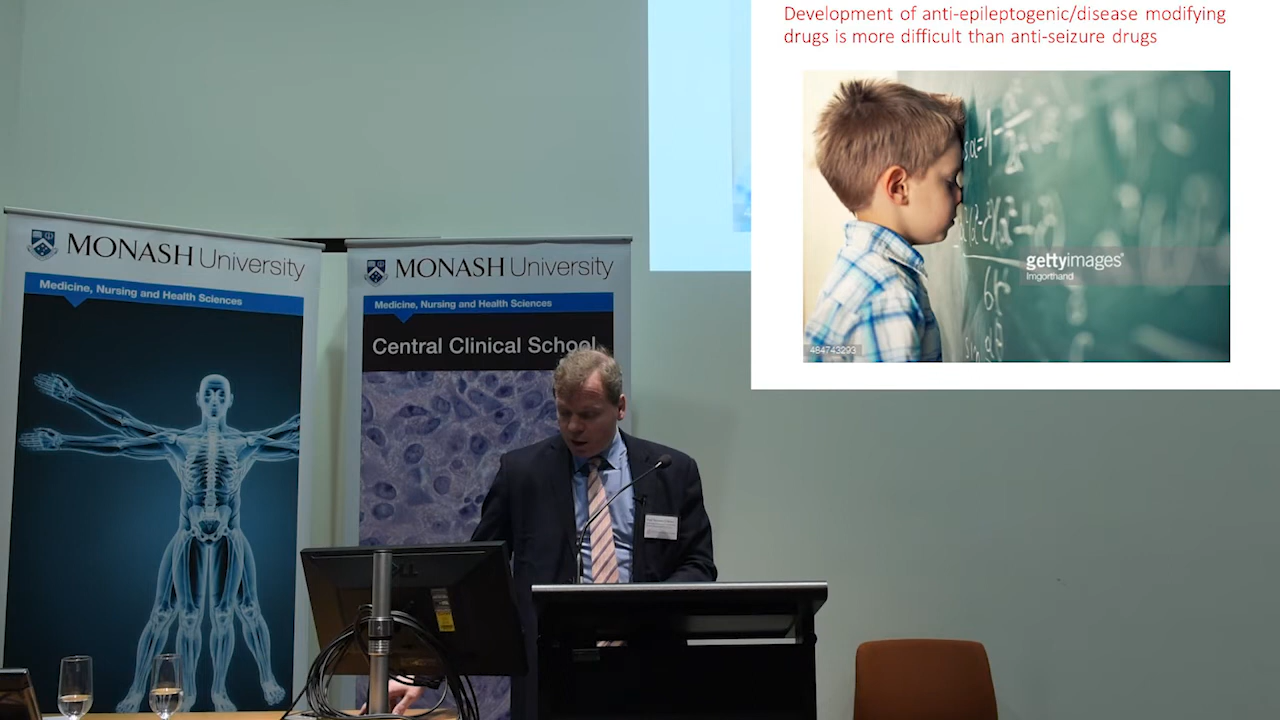 Development of anti-epileptogenic/disease modifying
drugs is more difficult than anti-seizure drugs
gettyimages
Imgorthand
484743293
MONASH University
Medicine, Nursing and Health Sciences
MONASH University
Medicine, Nursing and Health Sciences
Central Clinical School
DELL